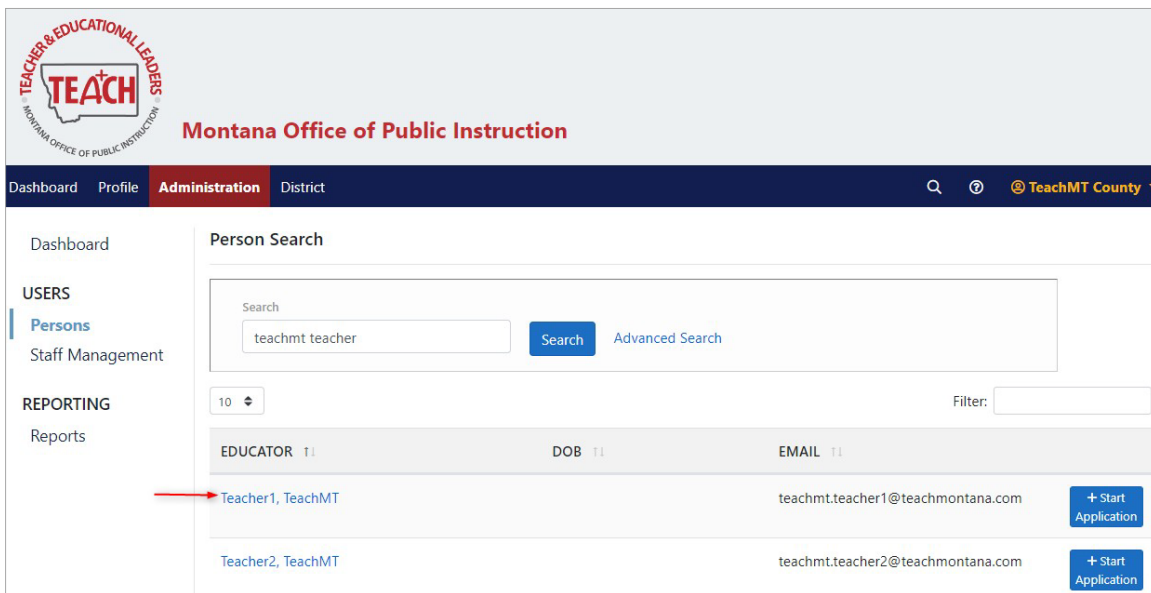 TEACHER & EDUCATIONAL LEADERS
TEACH
MONTANA OFFICE OF PUBLIC INSTRUCTION
Montana Office of Public Instruction
Dashboard Profile Administration District TeachMT County
Dashboard
Person Search
USERS
Persons
Staff Management
REPORTING
Reports
Search
teachmt teacher
Search
Advanced Search
10
Filter:
EDUCATOR DOB EMAIL
Teacher1, TeachMT teachmt.teacher1@teachmontana.com + Start
Application
Teacher2, TeachMT teachmt.teacher2@teachmontana.com + Start
Application